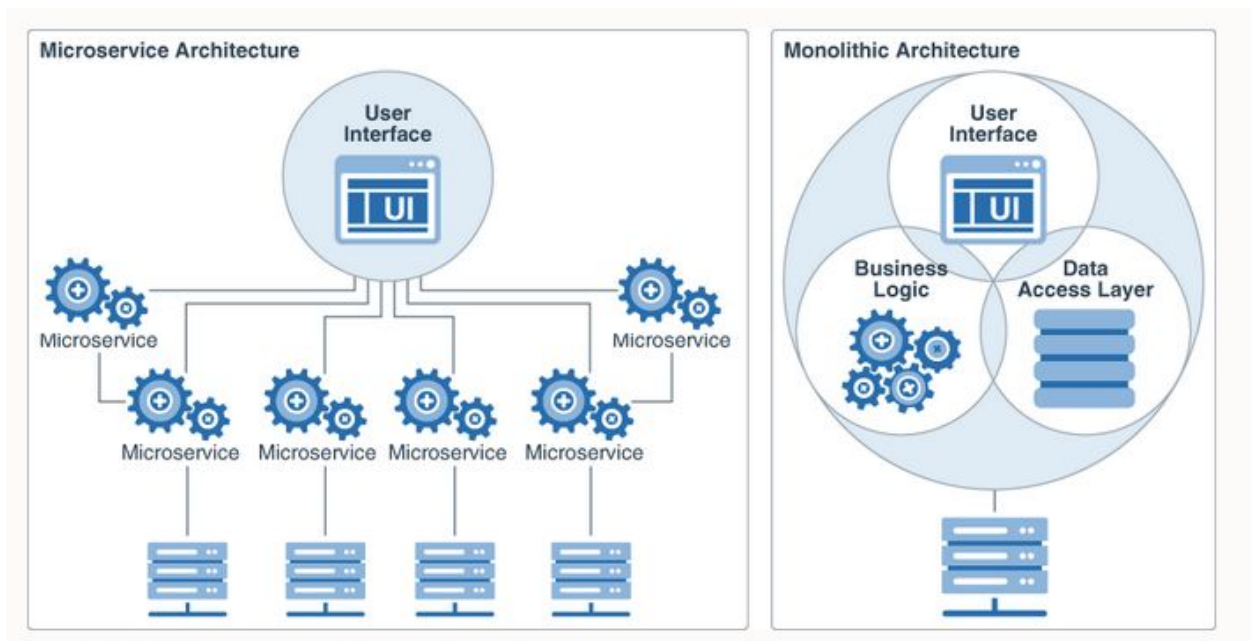 Microservice Architecture
User
Interface
UI
Microservice
Microservice
Microservice
Microservice
Microservice
Microservice
Monolithic Architecture
User
Interface
UI
Business
Logic
Data
Access Layer